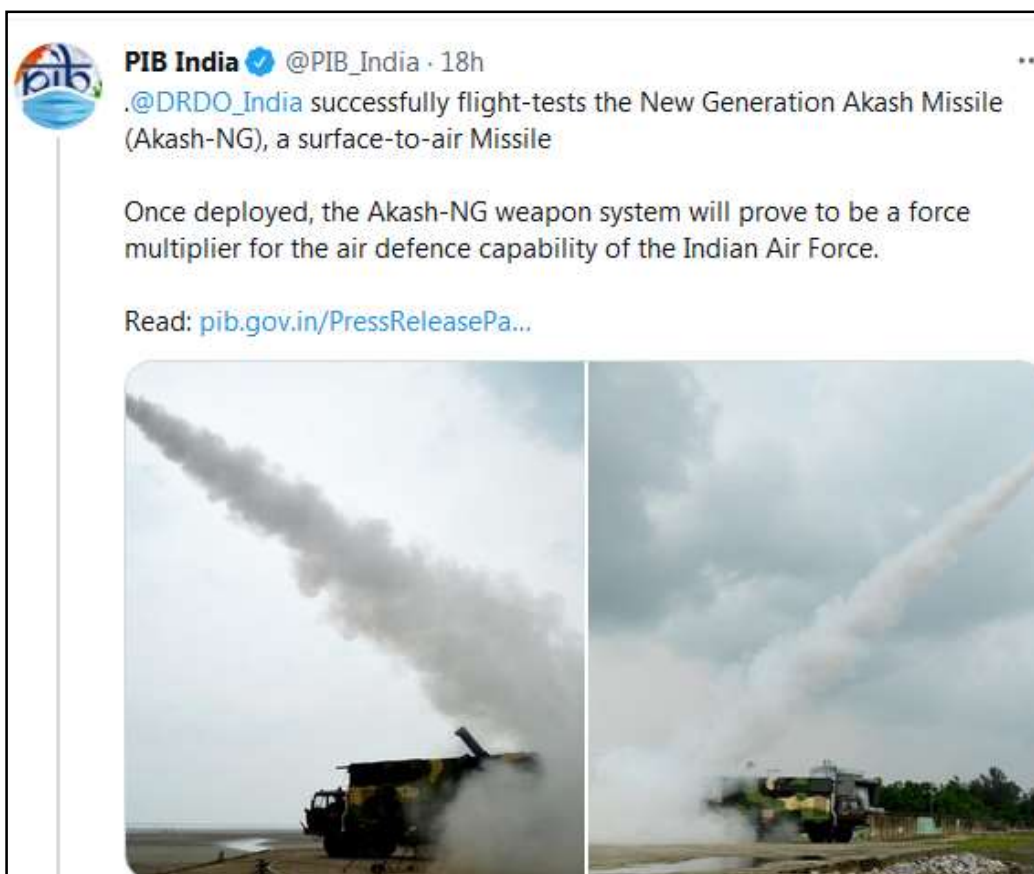 pib
PIB India @PIB_India · 18h
.@DRDO_India successfully flight-tests the New Generation Akash Missile
(Akash-NG), a surface-to-air Missile
Once deployed, the Akash-NG weapon system will prove to be a force
multiplier for the air defence capability of the Indian Air Force.
Read: pib.gov.in/PressReleasePa...